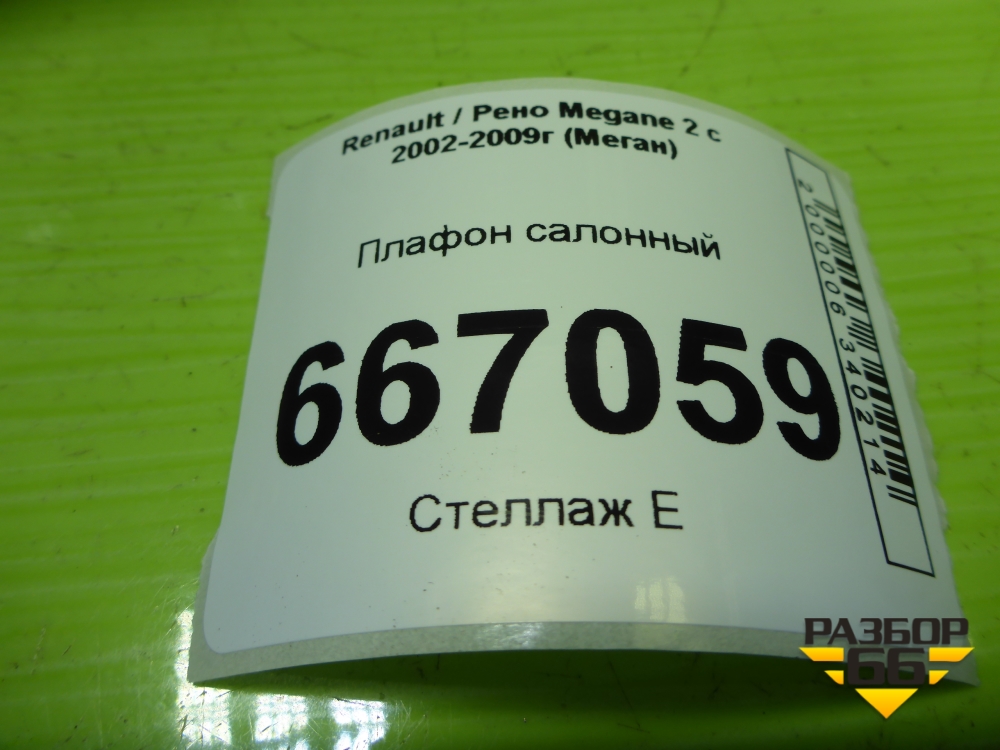 Renault / Рено Megane 2 с
2002-2009г (Меган)
Плафон салонный
667059
Стеллаж Е
2000006340214
РАЗБОР
66